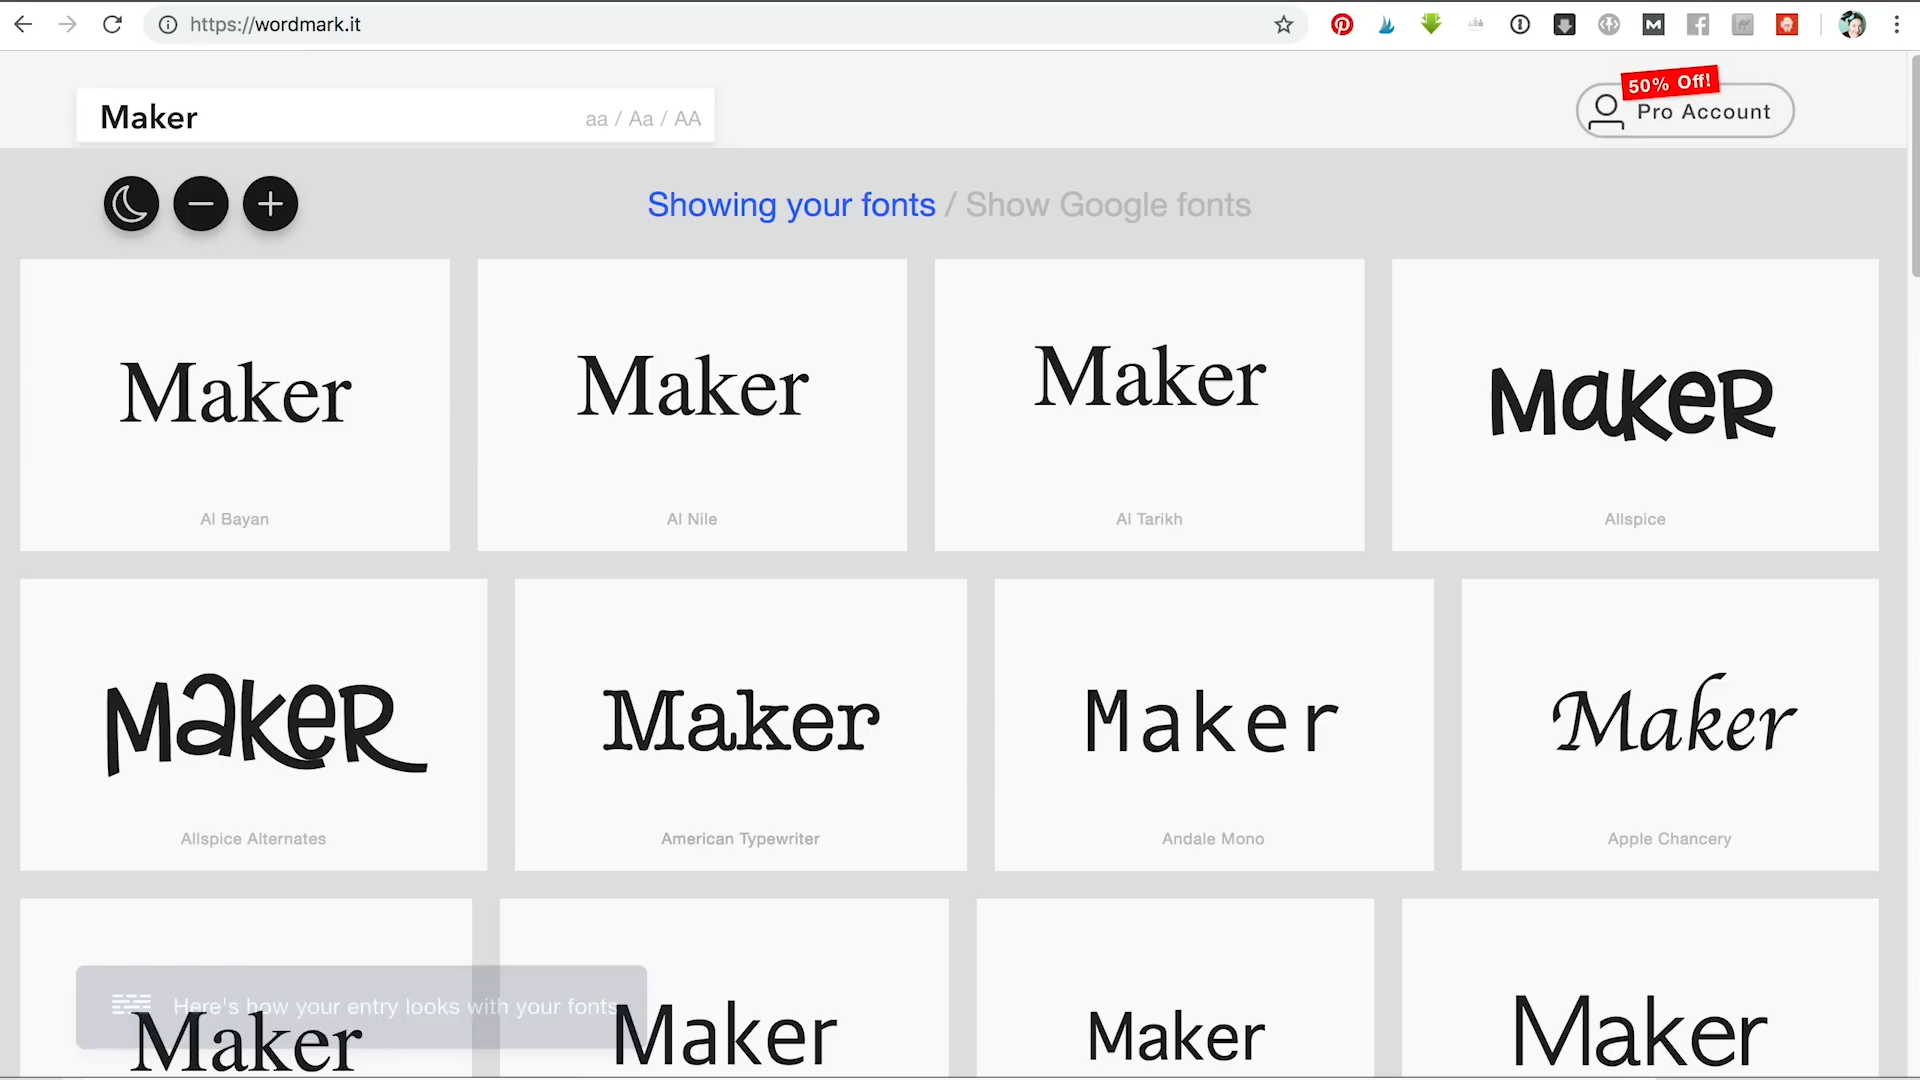 https://wordmark.it
50% Off!
Maker aa / Aa / AA
Pro Account
Showing your fonts / Show Google fonts
Maker Maker Maker Maker
Al Bayan Al Nile Al Tarikh Allspice
Maker Maker Maker Maker
Allspice Alternates American Typewriter Andale Mono Apple Chancery
Here's how your entry looks with your fonts
Maker Maker Maker Maker